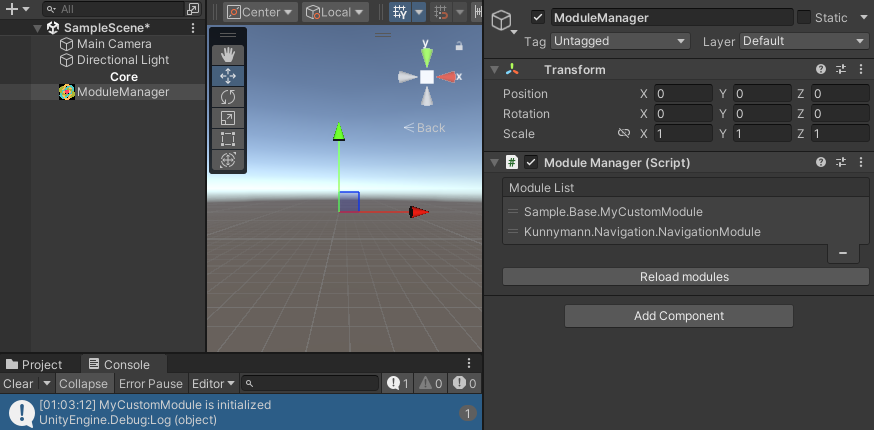 All
SampleScene*
Main Camera
Directional Light
Core
ModuleManager
Center
Local
y
x
Back
ModuleManager
Static
Tag Untagged Layer Default
Transform
Position X 0 Y 0 Z 0
Rotation X 0 Y 0 Z 0
Scale X 1 Y 1 Z 1
# Module Manager (Script)
Module List
Sample.Base.MyCustomModule
Kunnymann.Navigation.NavigationModule
Reload modules
Add Component
Project Console
Clear Collapse Error Pause Editor 1 0 0
[01:03:12] MyCustomModule is initialized
UnityEngine.Debug:Log (object)
1